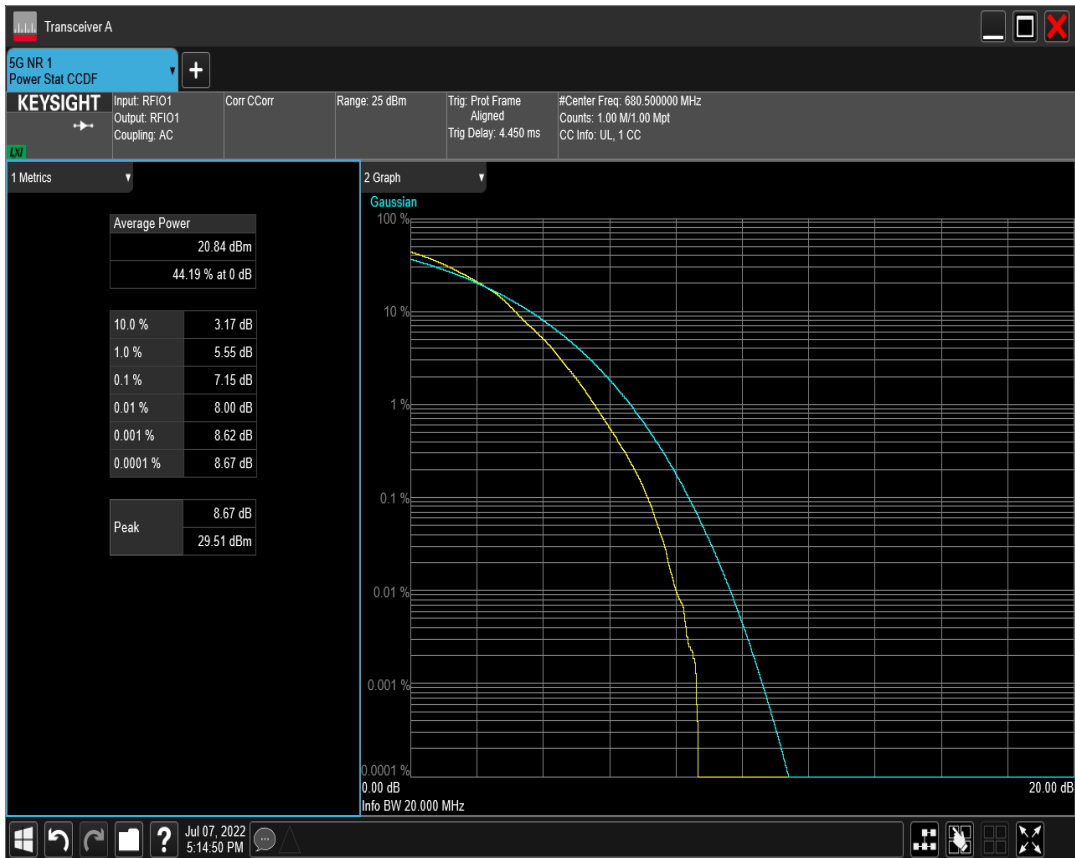 Transceiver A
5G NR 1
Power Stat CCDF
KEYSIGHT
LXI
Input: RFIO1
Output: RFIO1
Coupling: AC
Corr CCorr
Range: 25 dBm
Trig: Prot Frame
Aligned
Trig Delay: 4.450 ms
#Center Freq: 680.500000 MHz
Counts: 1.00 M/1.00 Mpt
CC Info: UL, 1 CC
1 Metrics
Average Power
20.84 dBm
44.19 % at 0 dB
10.0 % 3.17 dB
1.0 % 5.55 dB
0.1 % 7.15 dB
0.01 % 8.00 dB
0.001 % 8.62 dB
0.0001 % 8.67 dB
Peak 8.67 dB
29.51 dBm
2 Graph
Gaussian
100 %
10 %
1 %
0.1 %
0.01 %
0.001 %
0.0001 %
0.00 dB 20.00 dB
Info BW 20.000 MHz
Jul 07, 2022
5:14:50 PM